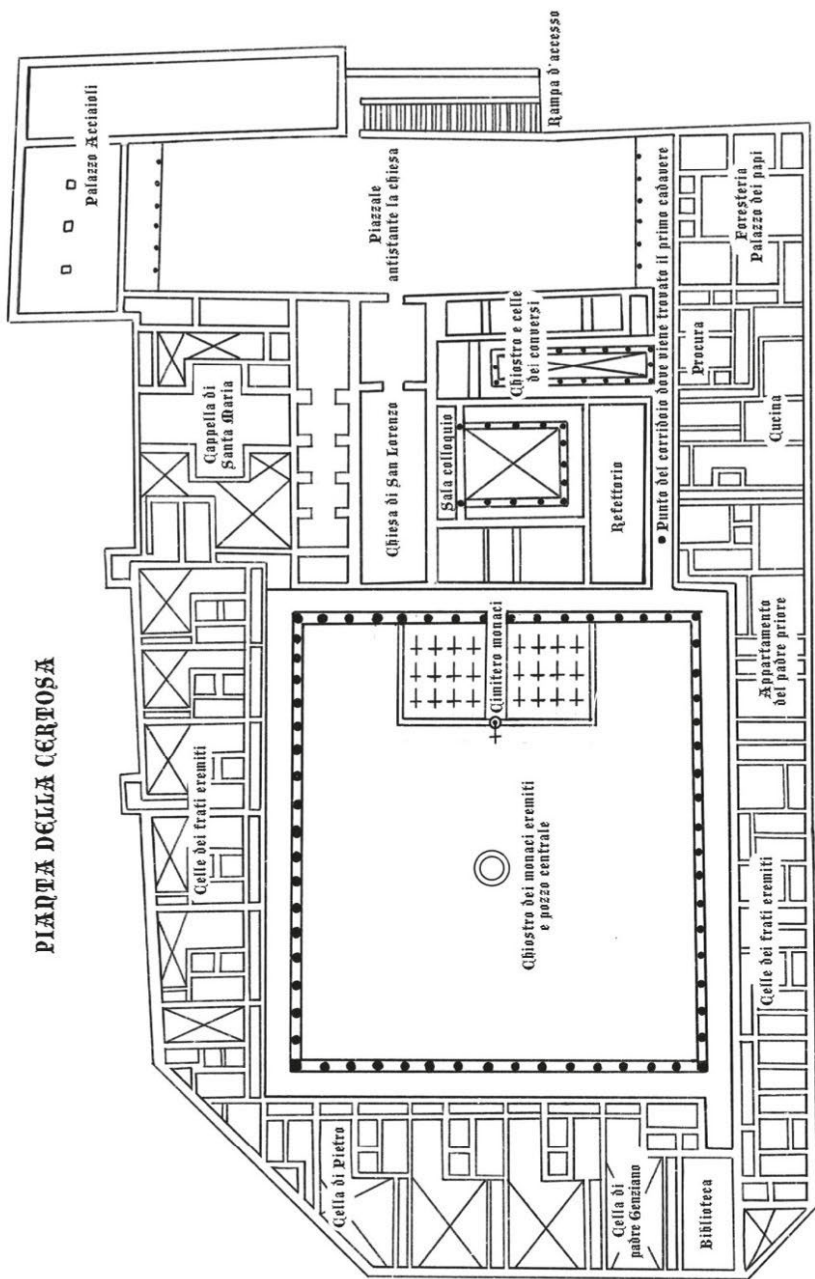 PIANTA DELLA CERTOSA
Palazzo Acciaioli
Celle dei frati eremiti
Cappella di
Santa Maria
Cella di Pietro
Chiesa di San Lorenzo
Piazzale
antistante la chiesa
Sala colloquio
Cimitero monaci
Chiostro e celle
dei conversi
Chiostro dei monaci eremiti
e pozzo centrale
Rampa d'accesso
Cella di
padre Genziano
Refettorio
Punto del corridoio dove viene trovato il primo cadavere
Biblioteca
Procura
Foresteria
Palazzo dei papi
Celle dei frati eremiti
Appartamento
del padre priore
Cucina